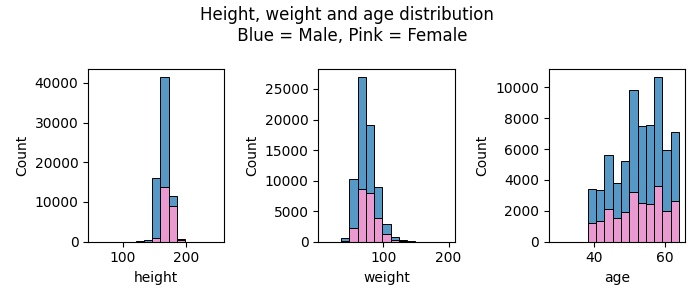 Height, weight and age distribution
Blue = Male, Pink = Female
40000
30000
20000
10000
0
Count
100
200
height
25000
20000
15000
10000
5000
0
Count
100
200
weight
10000
8000
6000
4000
2000
0
Count
40
60
age